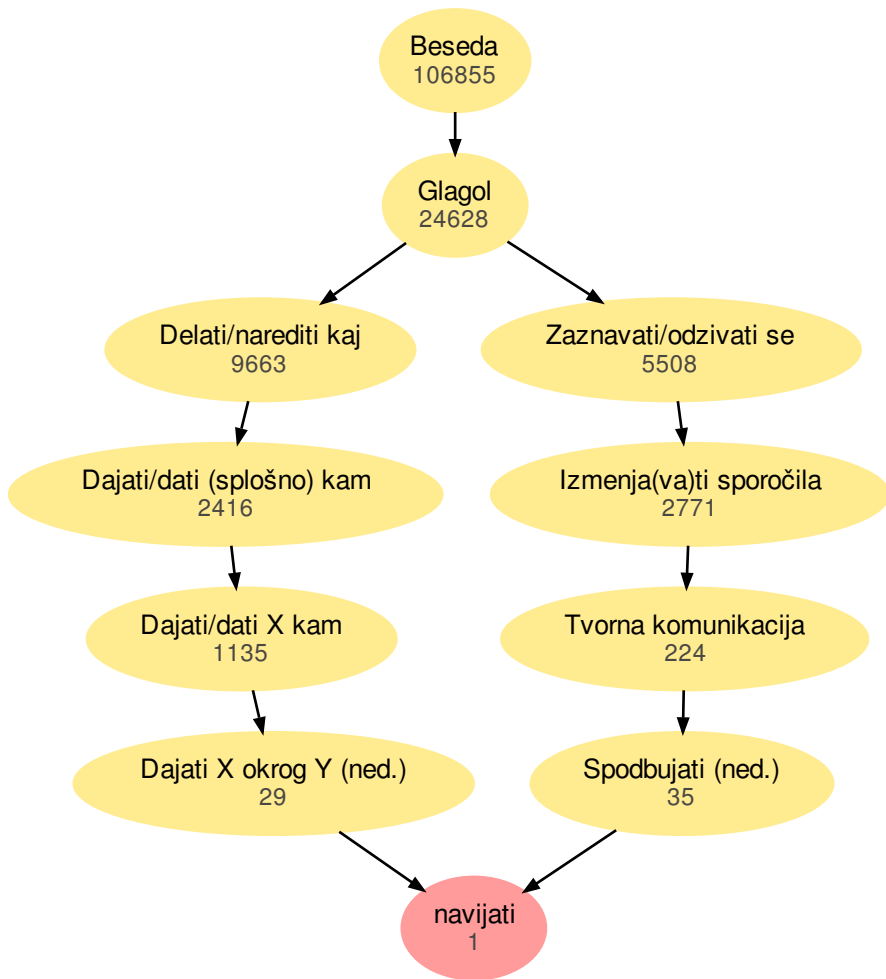 Beseda
106855
Glagol
24628
Delati/narediti kaj
9663
Zaznavati/odzivati se
5508
Dajati/dati (splošno) kam
2416
Izmenja(va)ti sporočila
2771
Dajati/dati X kam
1135
Tvorna komunikacija
224
Dajati X okrog Y (ned.)
29
Spodbujati (ned.)
35
navijati
1